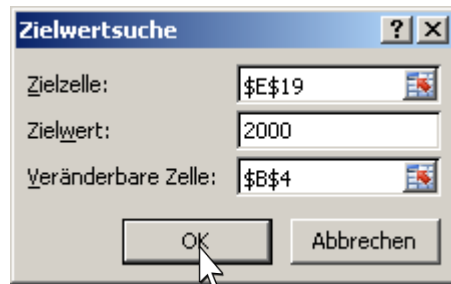 Zielwertsuche
Zielzelle: $E$19
Zielwert: 2000
Veränderbare Zelle: $B$4
OK Abbrechen